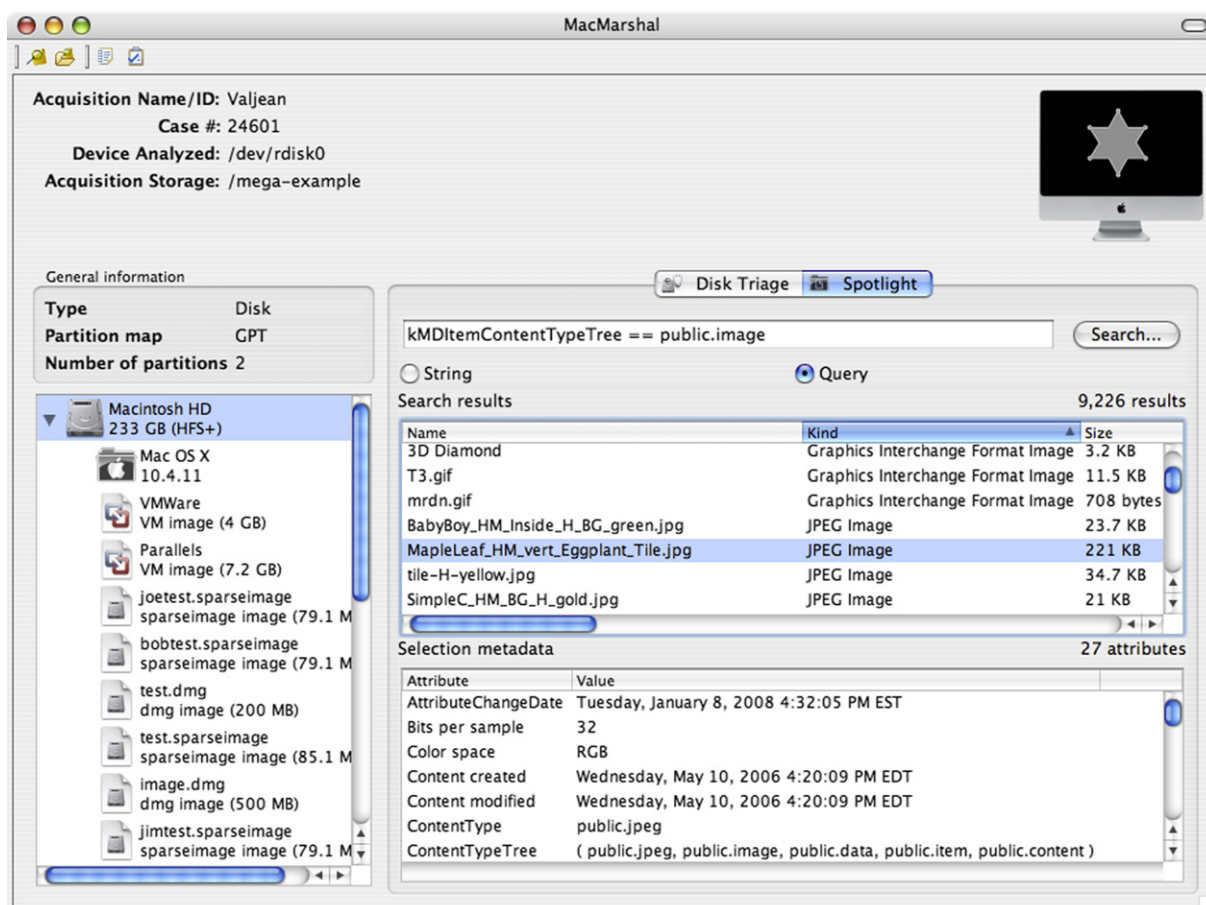 MacMarshal
Acquisition Name/ID: Valjean
Case #: 24601
Device Analyzed: /dev/rdisk0
Acquisition Storage: /mega-example
General information
Type Disk
Partition map GPT
Number of partitions 2
Macintosh HD
233 GB (HFS+)
Mac OS X
10.4.11
VMWare
VM image (4 GB)
Parallels
VM image (7.2 GB)
joetest.sparseimage
sparseimage image (79.1 M
bobtest.sparseimage
sparseimage image (79.1 M
test.dmg
dmg image (200 MB)
test.sparseimage
sparseimage image (85.1 M
image.dmg
dmg image (500 MB)
jimtest.sparseimage
sparseimage image (79.1 M
Disk Triage Spotlight
kMDItemContentTypeTree == public.image Search...
String Query
Search results 9,226 results
Name Kind Size
3D Diamond Graphics Interchange Format Image 3.2 KB
T3.gif Graphics Interchange Format Image 11.5 KB
mrdn.gif Graphics Interchange Format Image 708 bytes
BabyBoy_HM_Inside_H_BG_green.jpg JPEG Image 23.7 KB
MapleLeaf_HM_vert_Eggplant_Tile.jpg JPEG Image 221 KB
tile-H-yellow.jpg JPEG Image 34.7 KB
SimpleC_HM_BG_H_gold.jpg JPEG Image 21 KB
Selection metadata 27 attributes
Attribute Value
AttributeChangeDate Tuesday, January 8, 2008 4:32:05 PM EST
Bits per sample 32
Color space RGB
Content created Wednesday, May 10, 2006 4:20:09 PM EDT
Content modified Wednesday, May 10, 2006 4:20:09 PM EDT
ContentType public.jpeg
ContentTypeTree ( public.jpeg, public.image, public.data, public.item, public.content )